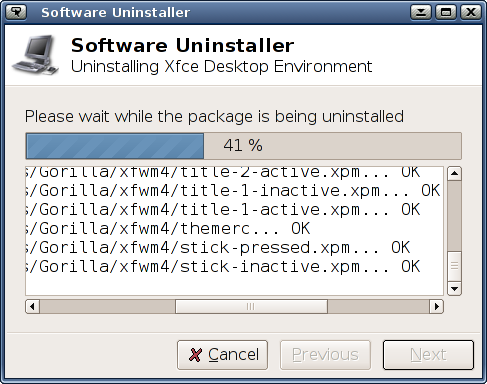 Software Uninstaller
Software Uninstaller
Uninstalling Xfce Desktop Environment
Please wait while the package is being uninstalled
41 %
s/Gorilla/xfwm4/title-2-active.xpm... OK
s/Gorilla/xfwm4/title-1-inactive.xpm... OK
s/Gorilla/xfwm4/title-1-active.xpm... OK
s/Gorilla/xfwm4/themerc... OK
s/Gorilla/xfwm4/stick-pressed.xpm... OK
s/Gorilla/xfwm4/stick-inactive.xpm... OK
Cancel Previous Next